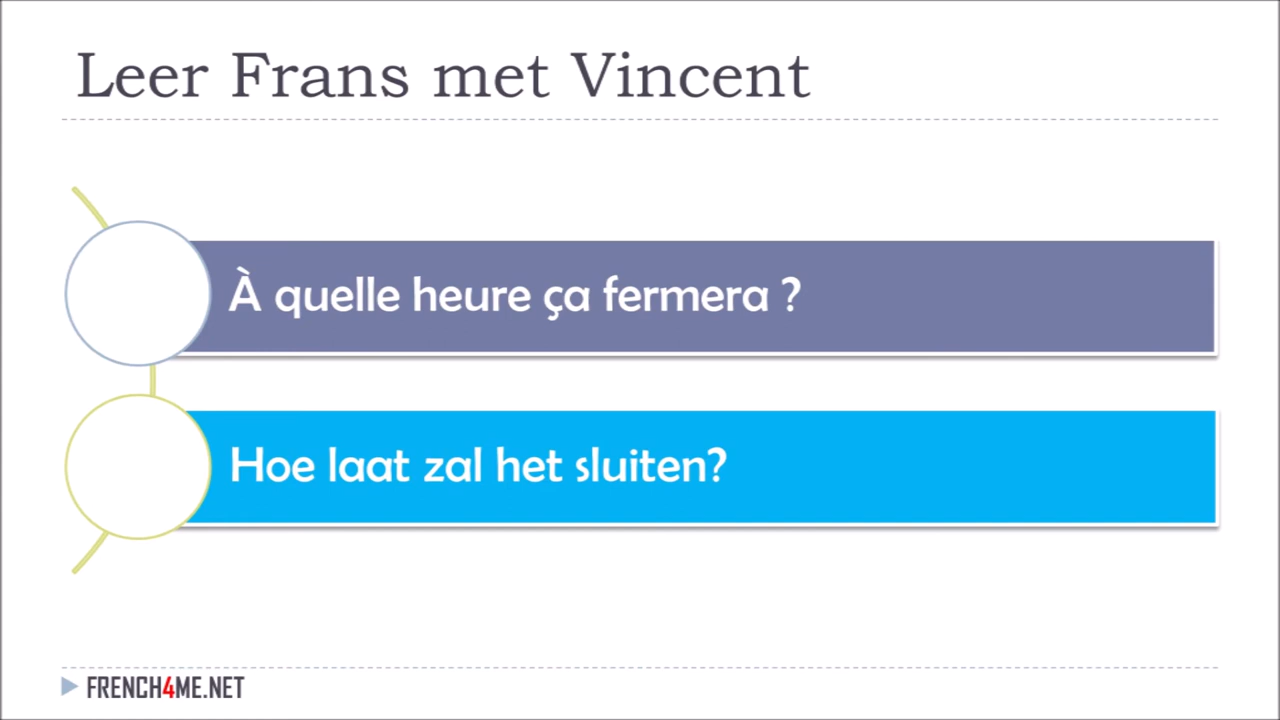 Leer Frans met Vincent
À quelle heure ça fermera ?
Hoe laat zal het sluiten?
FRENCH4ME.NET